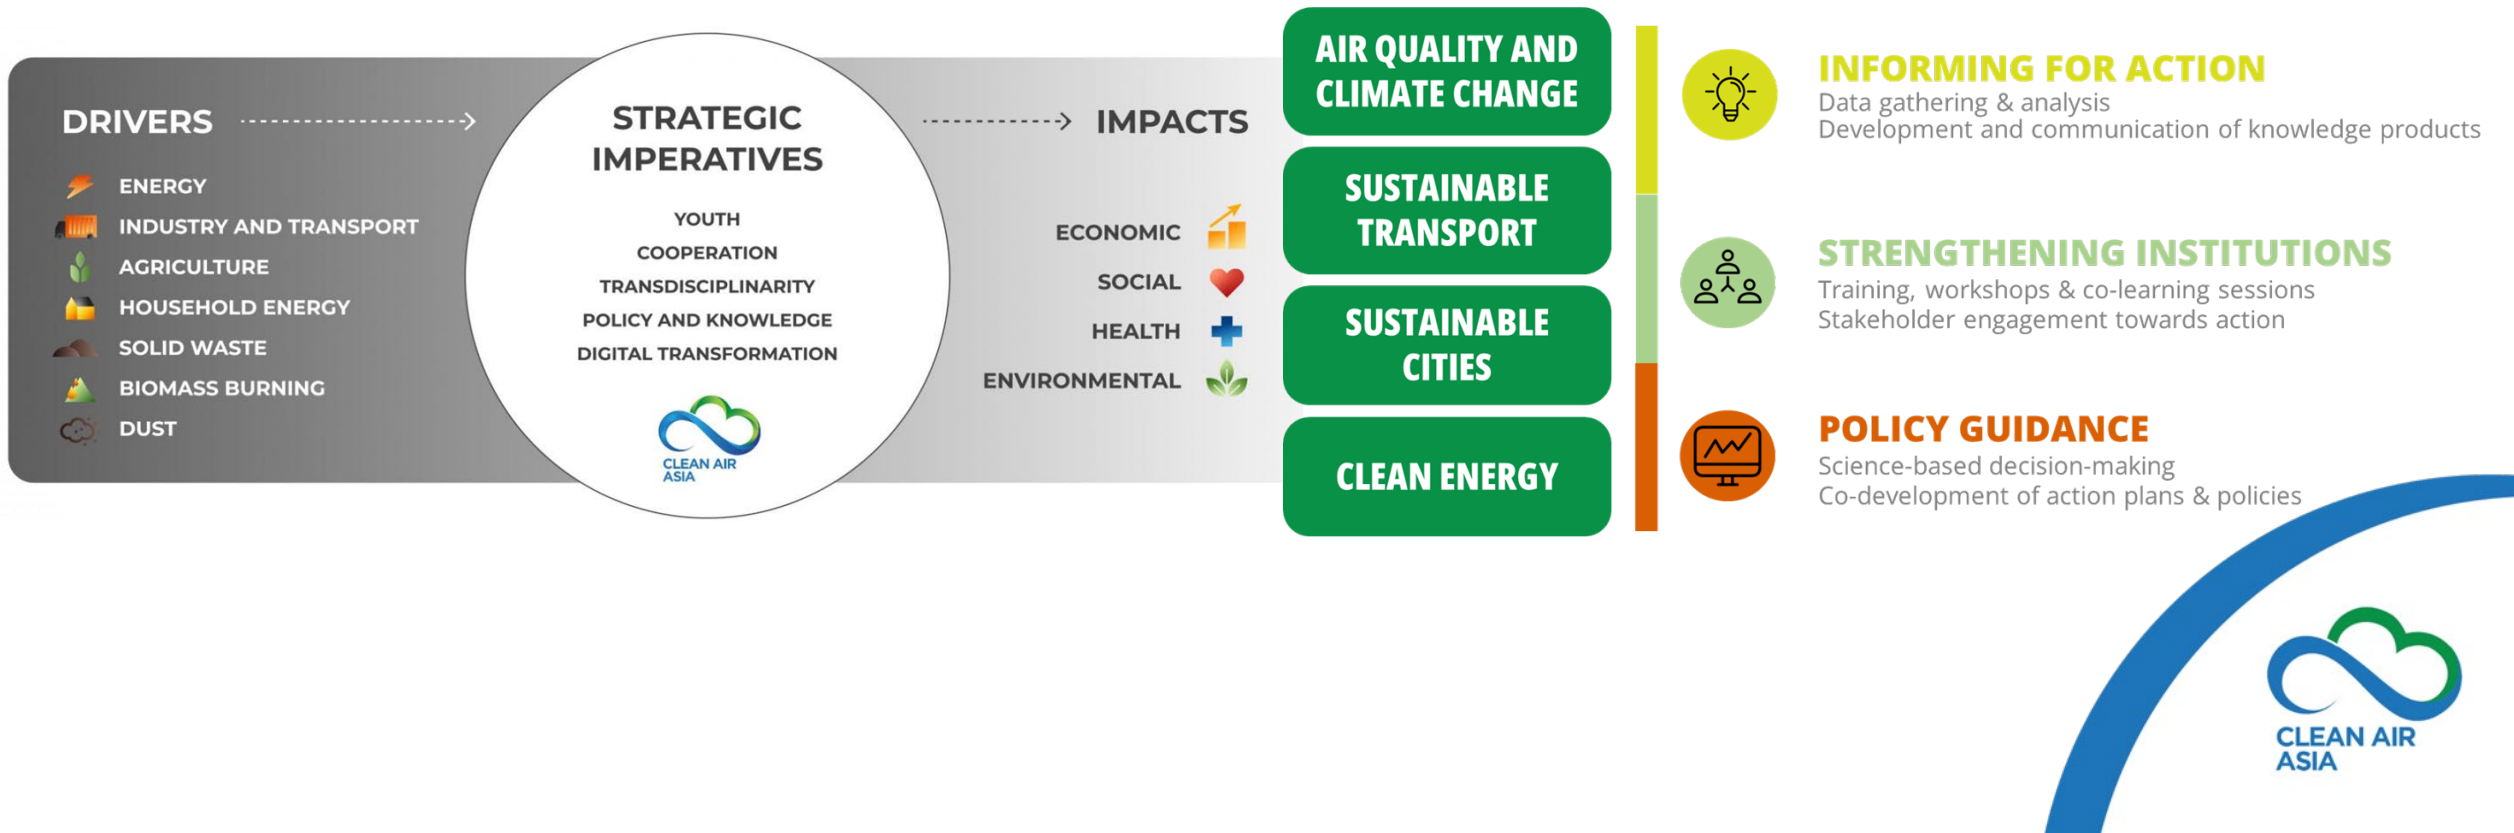 DRIVERS
ENERGY
INDUSTRY AND TRANSPORT
AGRICULTURE
HOUSEHOLD ENERGY
SOLID WASTE
BIOMASS BURNING
DUST
STRATEGIC
IMPERATIVES
YOUTH
COOPERATION
TRANSDISCIPLINARITY
POLICY AND KNOWLEDGE
DIGITAL TRANSFORMATION
CLEAN AIR
ASIA
IMPACTS
ECONOMIC
SOCIAL
HEALTH
ENVIRONMENTAL
AIR QUALITY AND
CLIMATE CHANGE
SUSTAINABLE
TRANSPORT
SUSTAINABLE
CITIES
CLEAN ENERGY
INFORMING FOR ACTION
Data gathering & analysis
Development and communication of knowledge products
STRENGTHENING INSTITUTIONS
Training, workshops & co-learning sessions
Stakeholder engagement towards action
POLICY GUIDANCE
Science-based decision-making
Co-development of action plans & policies
CLEAN AIR
ASIA